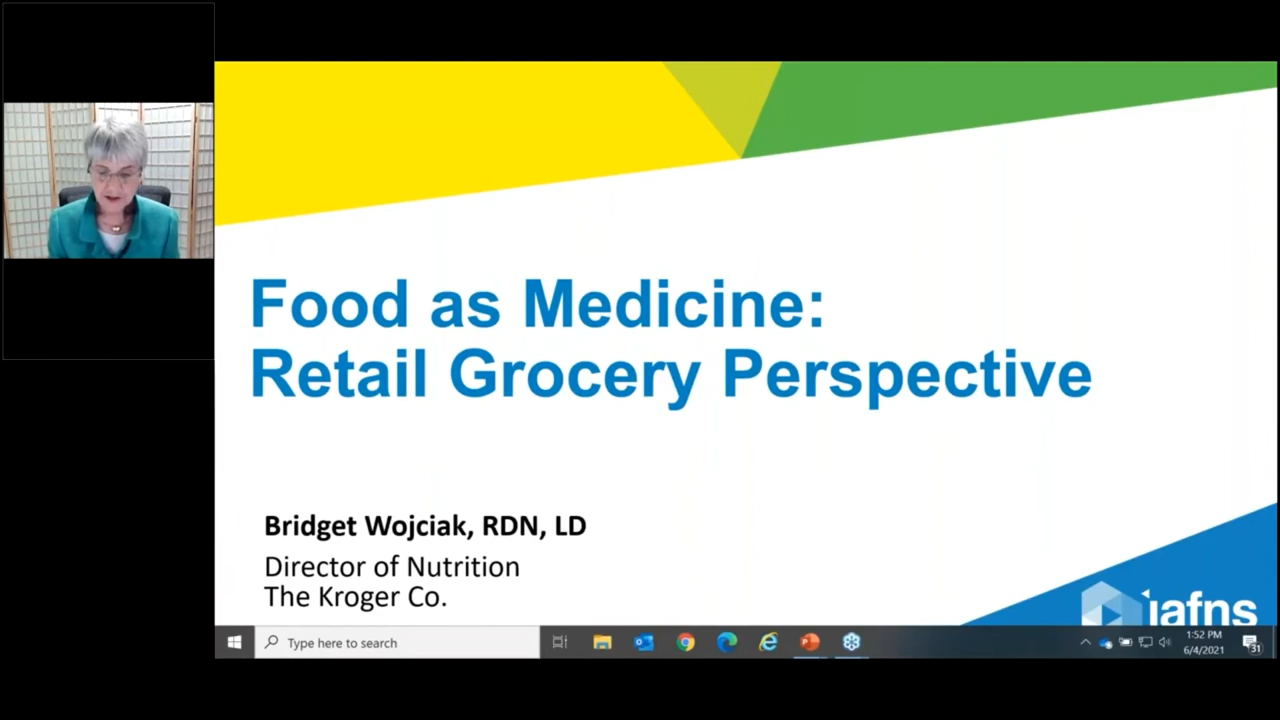 Food as Medicine:
Retail Grocery Perspective
Bridget Wojciak, RDN, LD
Director of Nutrition
The Kroger Co.
iafns
Type here to search
1:52 PM
6/4/2021
31